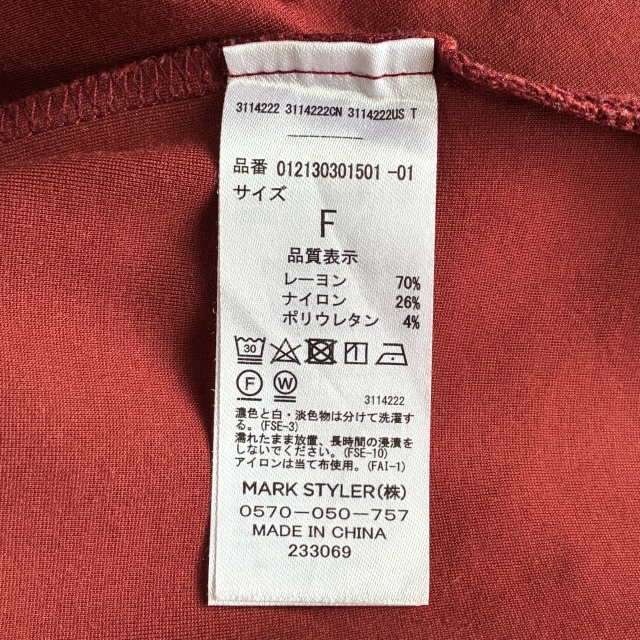 3114222 3114222CN 3114222US T
品番 012130301501 -01
サイズ
F
品質表示
レーヨン 70%
ナイロン 26%
ポリウレタン 4%
30
F W
3114222
濃色と白・淡色物は分けて洗濯す
る。(FSE-3)
濡れたまま放置、長時間の浸漬を
しないでください。(FSE-10)
アイロンは当て布使用。(FAI-1)
MARK STYLER(株)
0570-050-757
MADE IN CHINA
233069